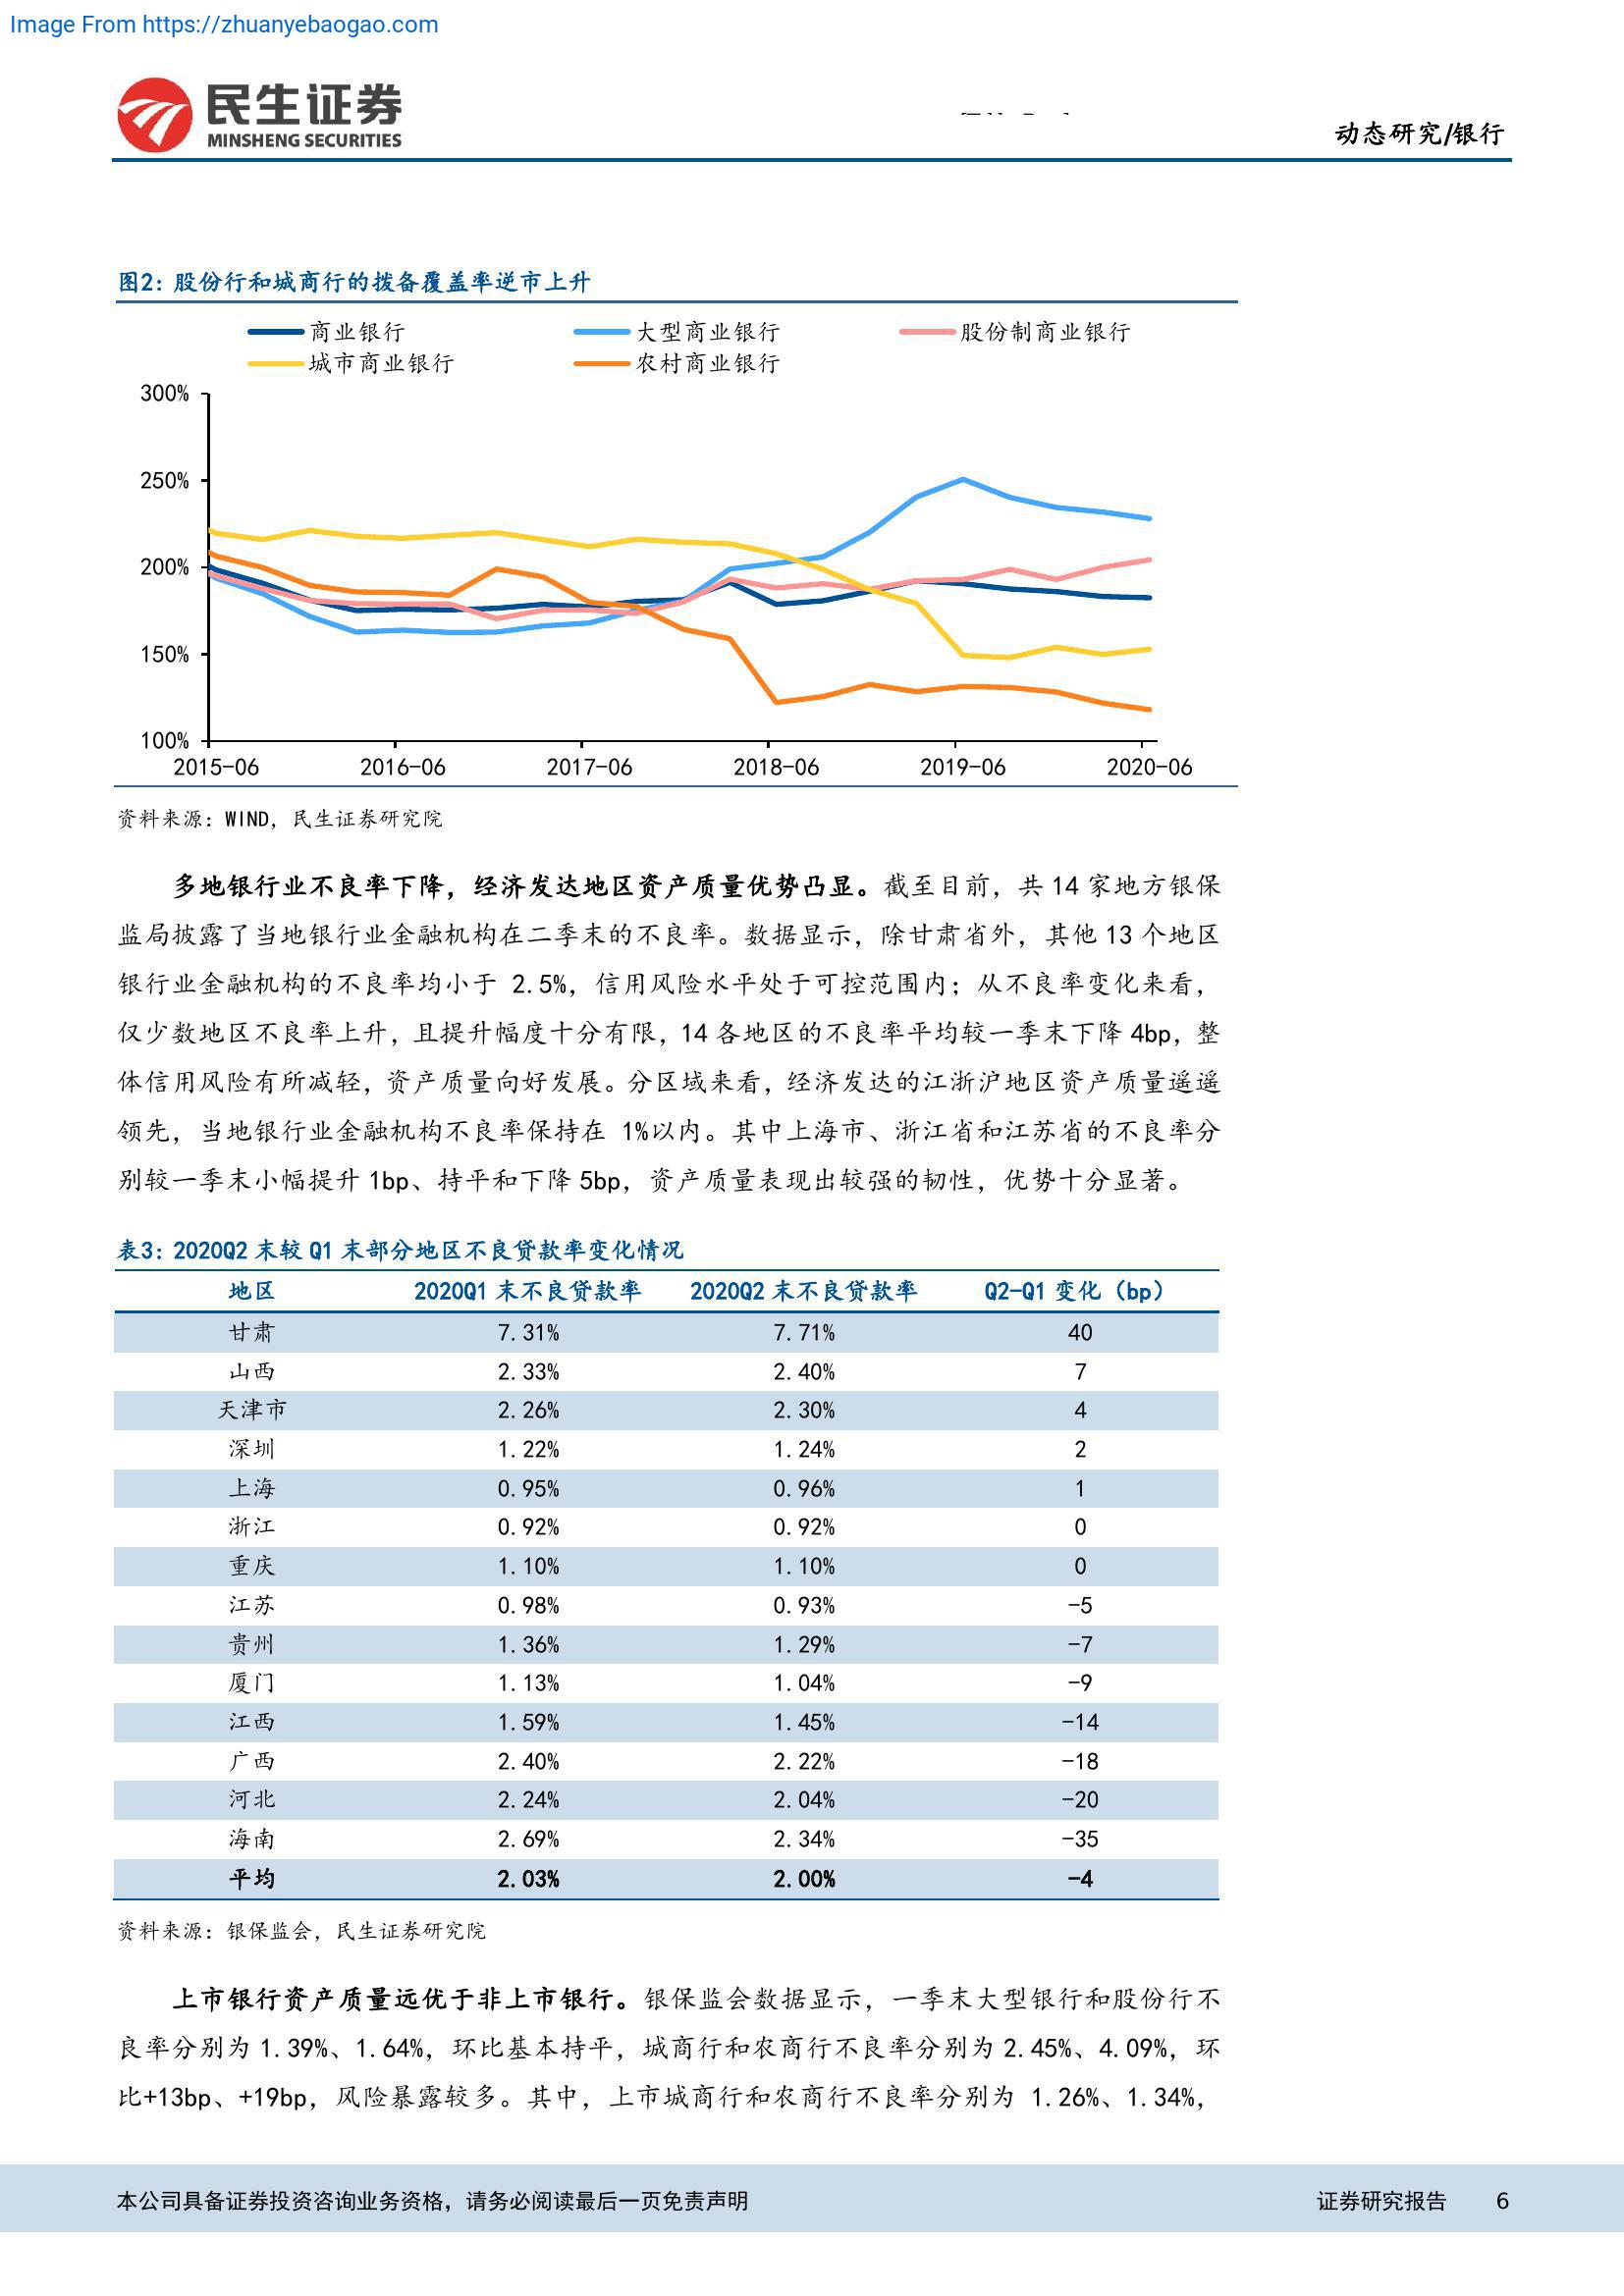 Image From https://zhuanyebaogao.com
民生证券
MINSHENG SECURITIES
动态研究/银行
图2: 股份行和城商行的拨备覆盖率逆市上升
商业银行 大型商业银行 股份制商业银行
城市商业银行 农村商业银行
300%
250%
200%
150%
100%
2015-06 2016-06 2017-06 2018-06 2019-06 2020-06
资料来源: WIND, 民生证券研究院
多地银行业不良率下降，经济发达地区资产质量优势凸显。截至目前，共 14 家地方银保
监局披露了当地银行业金融机构在二季末的不良率。数据显示，除甘肃省外，其他 13 个地区
银行业金融机构的不良率均小于 2.5%，信用风险水平处于可控范围内；从不良率变化来看，
仅少数地区不良率上升，且提升幅度十分有限，14 各地区的不良率平均较一季末下降 4bp，整
体信用风险有所减轻，资产质量向好发展。分区域来看，经济发达的江浙沪地区资产质量遥遥
领先，当地银行业金融机构不良率保持在 1%以内。其中上海市、浙江省和江苏省的不良率分
别较一季末小幅提升 1bp、持平和下降 5bp，资产质量表现出较强的韧性，优势十分显著。
表3: 2020Q2 末较 Q1 末部分地区不良贷款率变化情况
地区 2020Q1 末不良贷款率 2020Q2 末不良贷款率 Q2-Q1 变化（bp）
甘肃 7.31% 7.71% 40
山西 2.33% 2.40% 7
天津市 2.26% 2.30% 4
深圳 1.22% 1.24% 2
上海 0.95% 0.96% 1
浙江 0.92% 0.92% 0
重庆 1.10% 1.10% 0
江苏 0.98% 0.93% -5
贵州 1.36% 1.29% -7
厦门 1.13% 1.04% -9
江西 1.59% 1.45% -14
广西 2.40% 2.22% -18
河北 2.24% 2.04% -20
海南 2.69% 2.34% -35
平均 2.03% 2.00% -4
资料来源: 银保监会, 民生证券研究院
上市银行资产质量远优于非上市银行。银保监会数据显示，一季末大型银行和股份行不
良率分别为 1.39%、1.64%，环比基本持平，城商行和农商行不良率分别为 2.45%、4.09%，环
比+13bp、+19bp，风险暴露较多。其中，上市城商行和农商行不良率分别为 1.26%、1.34%，
本公司具备证券投资咨询业务资格，请务必阅读最后一页免责声明 证券研究报告 6